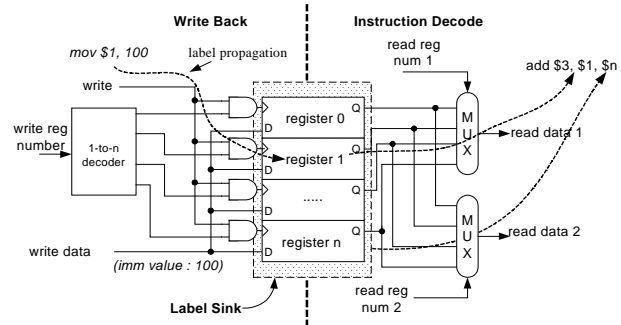 Write Back
Instruction Decode
mov $1, 100
label propagation
read reg
num 1
add $3, $1, $n
write
write reg
number
1-to-n
decoder
register 0
Q
D
register 1
Q
D
.....
Q
D
register n
Q
D
M
U
X
read data 1
M
U
X
read data 2
write data
(imm value : 100)
Label Sink
read reg
num 2